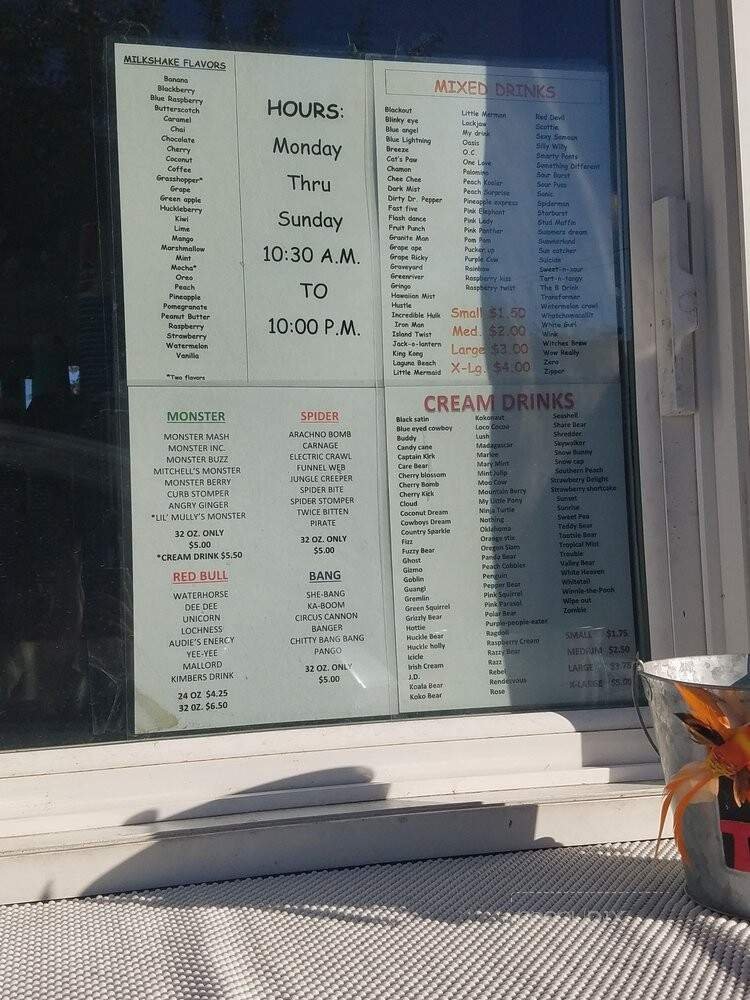 MILKSHAKE FLAVORS
Banana
Blackberry
Blue Raspberry
Butterscotch
Caramel
Chai
Chocolate
Cherry
Coconut
Coffee
Grasshopper*
Grape
Green apple
Huckleberry
Kiwi
Lime
Mango
Marshmallow
Mint
Mocha*
Oreo
Peach
Pineapple
Pomegranate
Peanut Butter
Raspberry
Strawberry
Watermelon
Vanilla
*Two flavors
HOURS:
Monday
Thru
Sunday
10:30 A.M.
TO
10:00 P.M.
MIXED DRINKS
Blackout
Blinky eye
Blue angel
Blue Lightning
Breeze
Cat's Paw
Chamon
Chee Chee
Dark Mist
Dirty Dr. Pepper
Fast five
Flash dance
Fruit Punch
Granite Man
Grape ape
Grape Ricky
Graveyard
Greenriver
Gringo
Hawaiian Mist
Hustle
Incredible Hulk
Iron Man
Island Twist
Jack-o-lantern
King Kong
Laguna Beach
Little Mermaid
Little Merman
Lockjaw
My drink
Oasis
O.C.
One Love
Palomino
Peach Kooler
Peach Surprise
Pineapple express
Pink Elephant
Pink Lady
Pink Panther
Pom Pom
Pucker up
Purple Cow
Rainbow
Raspberry kiss
Raspberry twist
Red Devil
Scottie
Sexy Samoan
Silly Willy
Smarty Pants
Something Different
Sour Burst
Sour Puss
Sonic
Spiderman
Starburst
Stud Muffin
Summers dream
Summerland
Sun catcher
Suicide
Sweet-n-sour
Tart-n-tangy
The B Drink
Transformer
Watermelon crawl
Whatchamacallit
White Gurl
Wink
Witches Brew
Wow Really
Zero
Zipper
Small $1.50
Med. $2.00
Large $3.00
X-Lg. $4.00
MONSTER
MONSTER MASH
MONSTER INC.
MONSTER BUZZ
MITCHELL'S MONSTER
MONSTER BERRY
CURB STOMPER
ANGRY GINGER
*LIL' MULLY'S MONSTER
32 OZ. ONLY
$5.00
*CREAM DRINK $5.50
SPIDER
ARACHNO BOMB
CARNAGE
ELECTRIC CRAWL
FUNNEL WEB
JUNGLE CREEPER
SPIDER BITE
SPIDER STOMPER
TWICE BITTEN
PIRATE
32 OZ. ONLY
$5.00
RED BULL
WATERHORSE
DEE DEE
UNICORN
LOCHNESS
AUDIE'S ENERGY
YEE-YEE
MALLORD
KIMBERS DRINK
24 OZ $4.25
32 OZ. $6.50
BANG
SHE-BANG
KA-BOOM
CIRCUS CANNON
BANGER
CHITTY BANG BANG
PANGO
32 OZ. ONLY
$5.00
CREAM DRINKS
Black satin
Blue eyed cowboy
Buddy
Candy cane
Captain Kirk
Care Bear
Cherry blossom
Cherry Bomb
Cherry Kick
Cloud
Coconut Dream
Cowboys Dream
Country Sparkle
Fizz
Fuzzy Bear
Ghost
Gizmo
Goblin
Guangi
Gremlin
Green Squirrel
Grizzly Bear
Hottie
Huckle Bear
Huckle holly
Icicle
Irish Cream
J.D.
Koala Bear
Koko Bear
Kokonaut
Loco Cocoa
Lush
Madagascar
Marlee
Mary Mint
Mint Julip
Moo Cow
Mountain Berry
My Little Pony
Ninja Turtle
Nothing
Oklahoma
Orange stix
Oregon Slam
Panda Bear
Peach Cobbler
Penguin
Pepper Bear
Pink Squirrel
Pink Parasol
Polar Bear
Purple-people-eater
Ragdoll
Raspberry Cream
Razzy Bear
Razz
Rebel
Rendezvous
Rose
Seashell
Share Bear
Shredder
Skywalker
Snow Bunny
Snow cap
Southern Peach
Strawberry Delight
Strawberry shortcake
Sunset
Sunrise
Sweet Pea
Teddy Bear
Tootsie Bear
Tropical Mist
Trouble
Valley Bear
White Heaven
Whitetail
Winnie-the-Pooh
Wipe out
Zombie
SMALL $1.75
MEDIUM $2.50
LARGE $3.75
X-LARGE $5.00